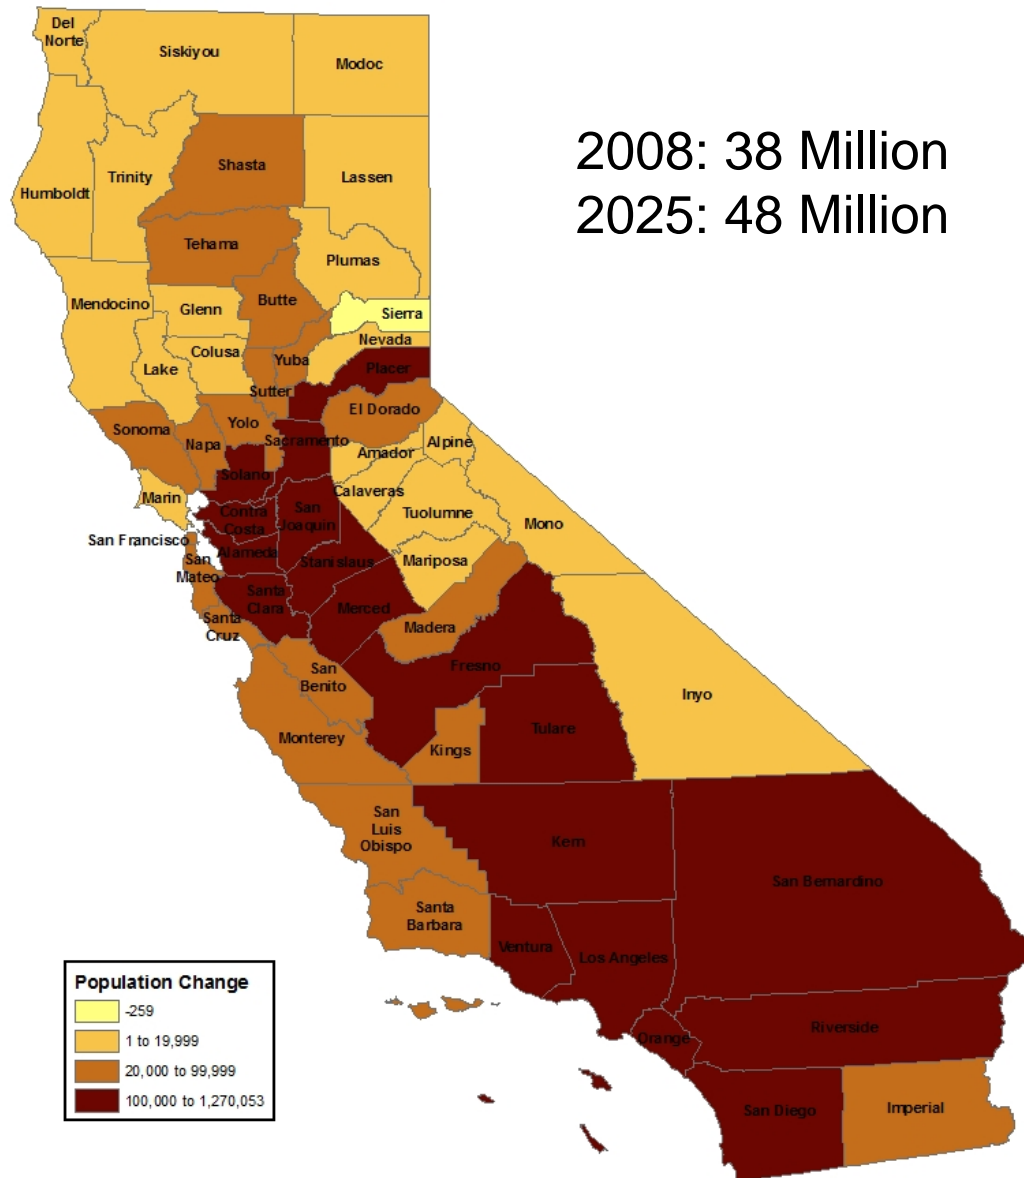 Del
Norte
Siskiyou
Modoc
2008: 38 Million
2025: 48 Million
Shasta
Trinity
Humboldt
Lassen
Tehama
Plumas
Mendocino
Glenn
Butte
Sierra
Nevada
Colusa
Yuba
Lake
Placer
Sutter
El Dorado
Sonoma
Yolo
Napa
Sacramento
Alpine
Amador
Solano
Marin
Calaveras
Contra
Costa
San
Joaquin
Tuolumne
Mono
San Francisco
Alameda
San
Mateo
Stanislaus
Mariposa
Santa
Clara
Merced
Santa
Cruz
Madera
Fresno
San
Benito
Inyo
Monterey
Kings
Tulare
San
Luis
Obispo
Kern
San Bernardino
Santa
Barbara
Ventura
Los Angeles
Population Change
-259
1 to 19,999
20,000 to 99,999
100,000 to 1,270,053
Orange
Riverside
San Diego
Imperial